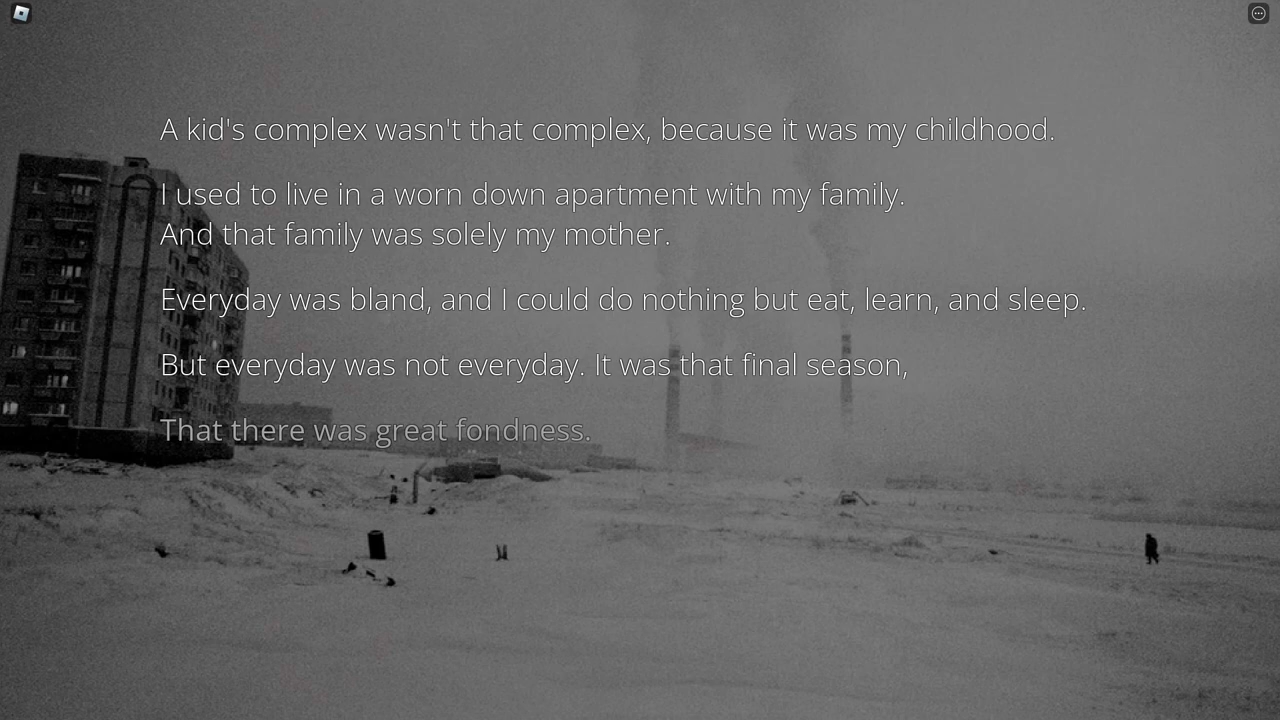 A kid's complex wasn't that complex, because it was my childhood.
I used to live in a worn down apartment with my family.
And that family was solely my mother.
Everyday was bland, and I could do nothing but eat, learn, and sleep.
But everyday was not everyday. It was that final season,
That there was great fondness.